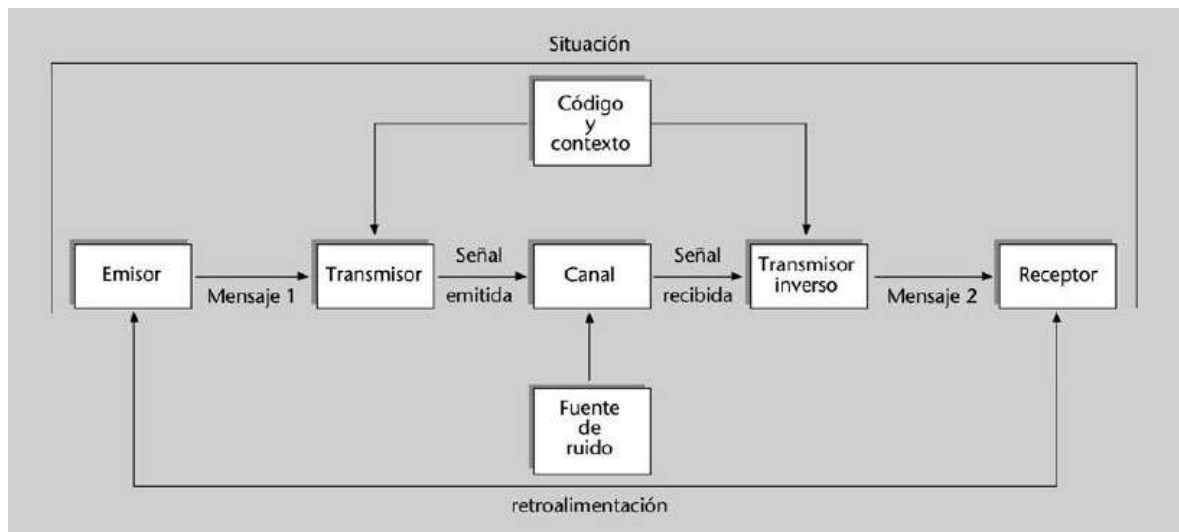 Situación
Código
y
contexto
Emisor
Mensaje 1
Transmisor
Señal
emitida
Canal
Señal
recibida
Transmisor
inverso
Mensaje 2
Receptor
Fuente
de
ruido
retroalimentación